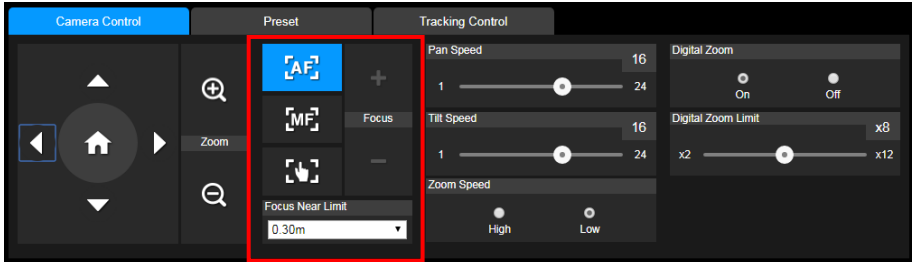 Camera Control
Preset
Tracking Control
Zoom
AF
MF
+
Focus
−
Focus Near Limit
0.30m
Pan Speed
16
1
24
Tilt Speed
16
1
24
Zoom Speed
High
Low
Digital Zoom
On
Off
Digital Zoom Limit
x8
x2
x12